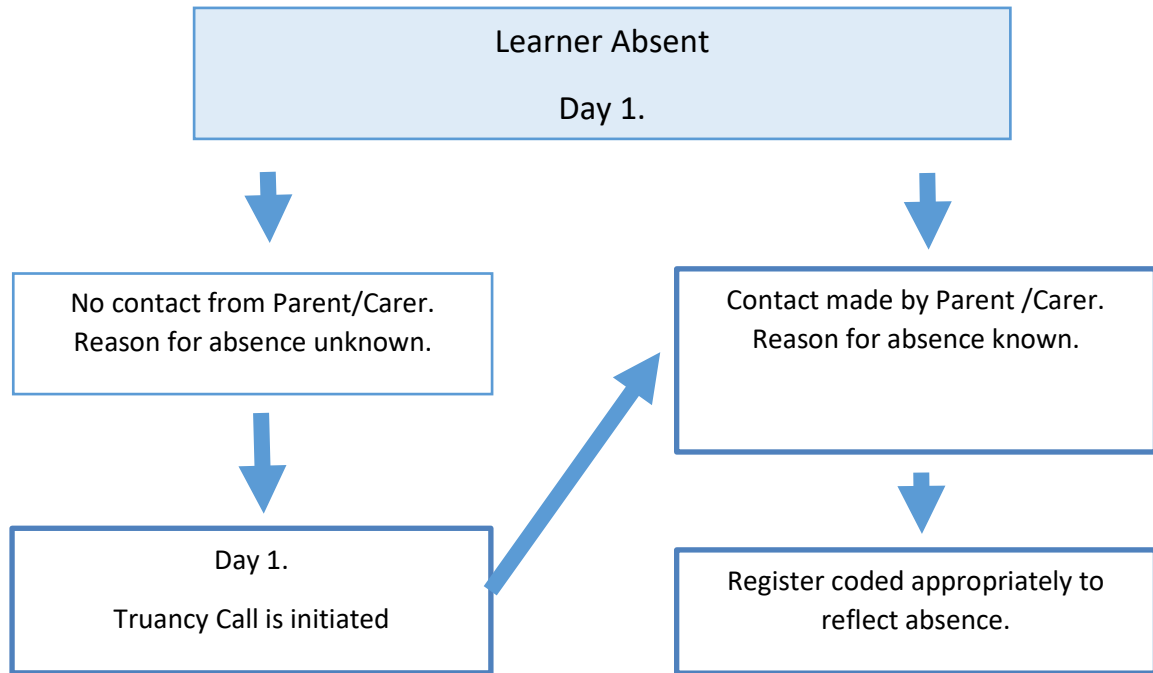 Learner Absent
Day 1.
No contact from Parent/Carer.
Reason for absence unknown.
Contact made by Parent /Carer.
Reason for absence known.
Day 1.
Truancy Call is initiated
Register coded appropriately to
reflect absence.